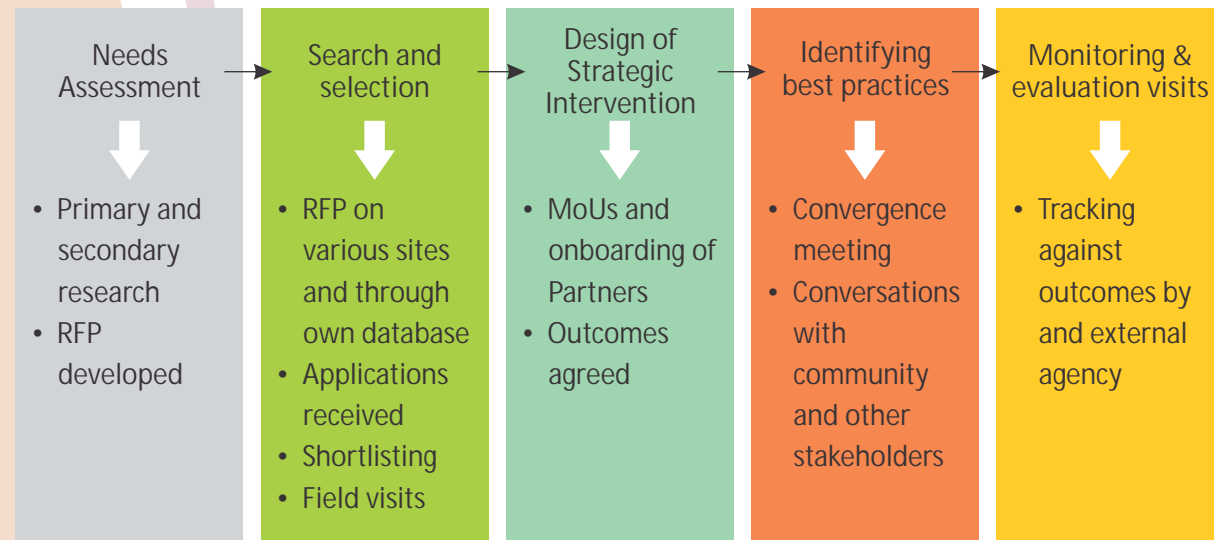 Needs
Assessment
• Primary and
secondary
research
• RFP
developed
Search and
selection
• RFP on
various sites
and through
own database
• Applications
received
• Shortlisting
• Field visits
Design of
Strategic
Intervention
• MoUs and
onboarding of
Partners
• Outcomes
agreed
Identifying
best practices
• Convergence
meeting
• Conversations
with
community
and other
stakeholders
Monitoring &
evaluation visits
• Tracking
against
outcomes by
and external
agency